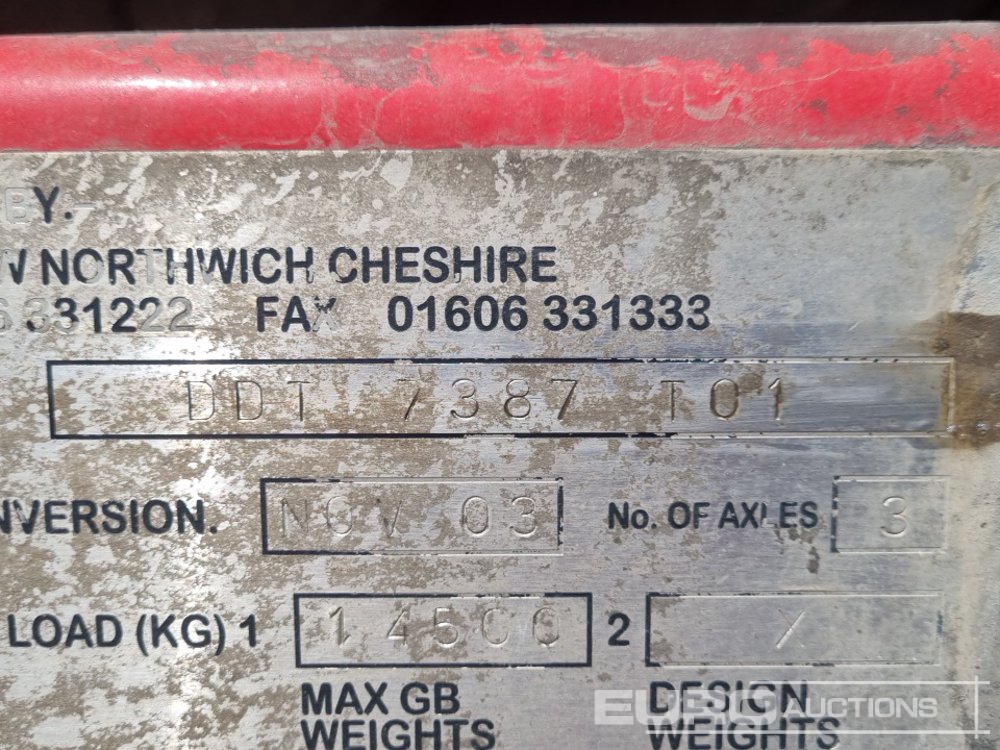 BY.-
W NORTHWICH CHESHIRE
6 331222 FAX 01606 331333
DDT 7387 T01
NVERSION. NOV 03 No. OF AXLES 3
LOAD (KG) 1 14500 2 X
MAX GB DESIGN
WEIGHTS WEIGHTS
EURO AUCTIONS